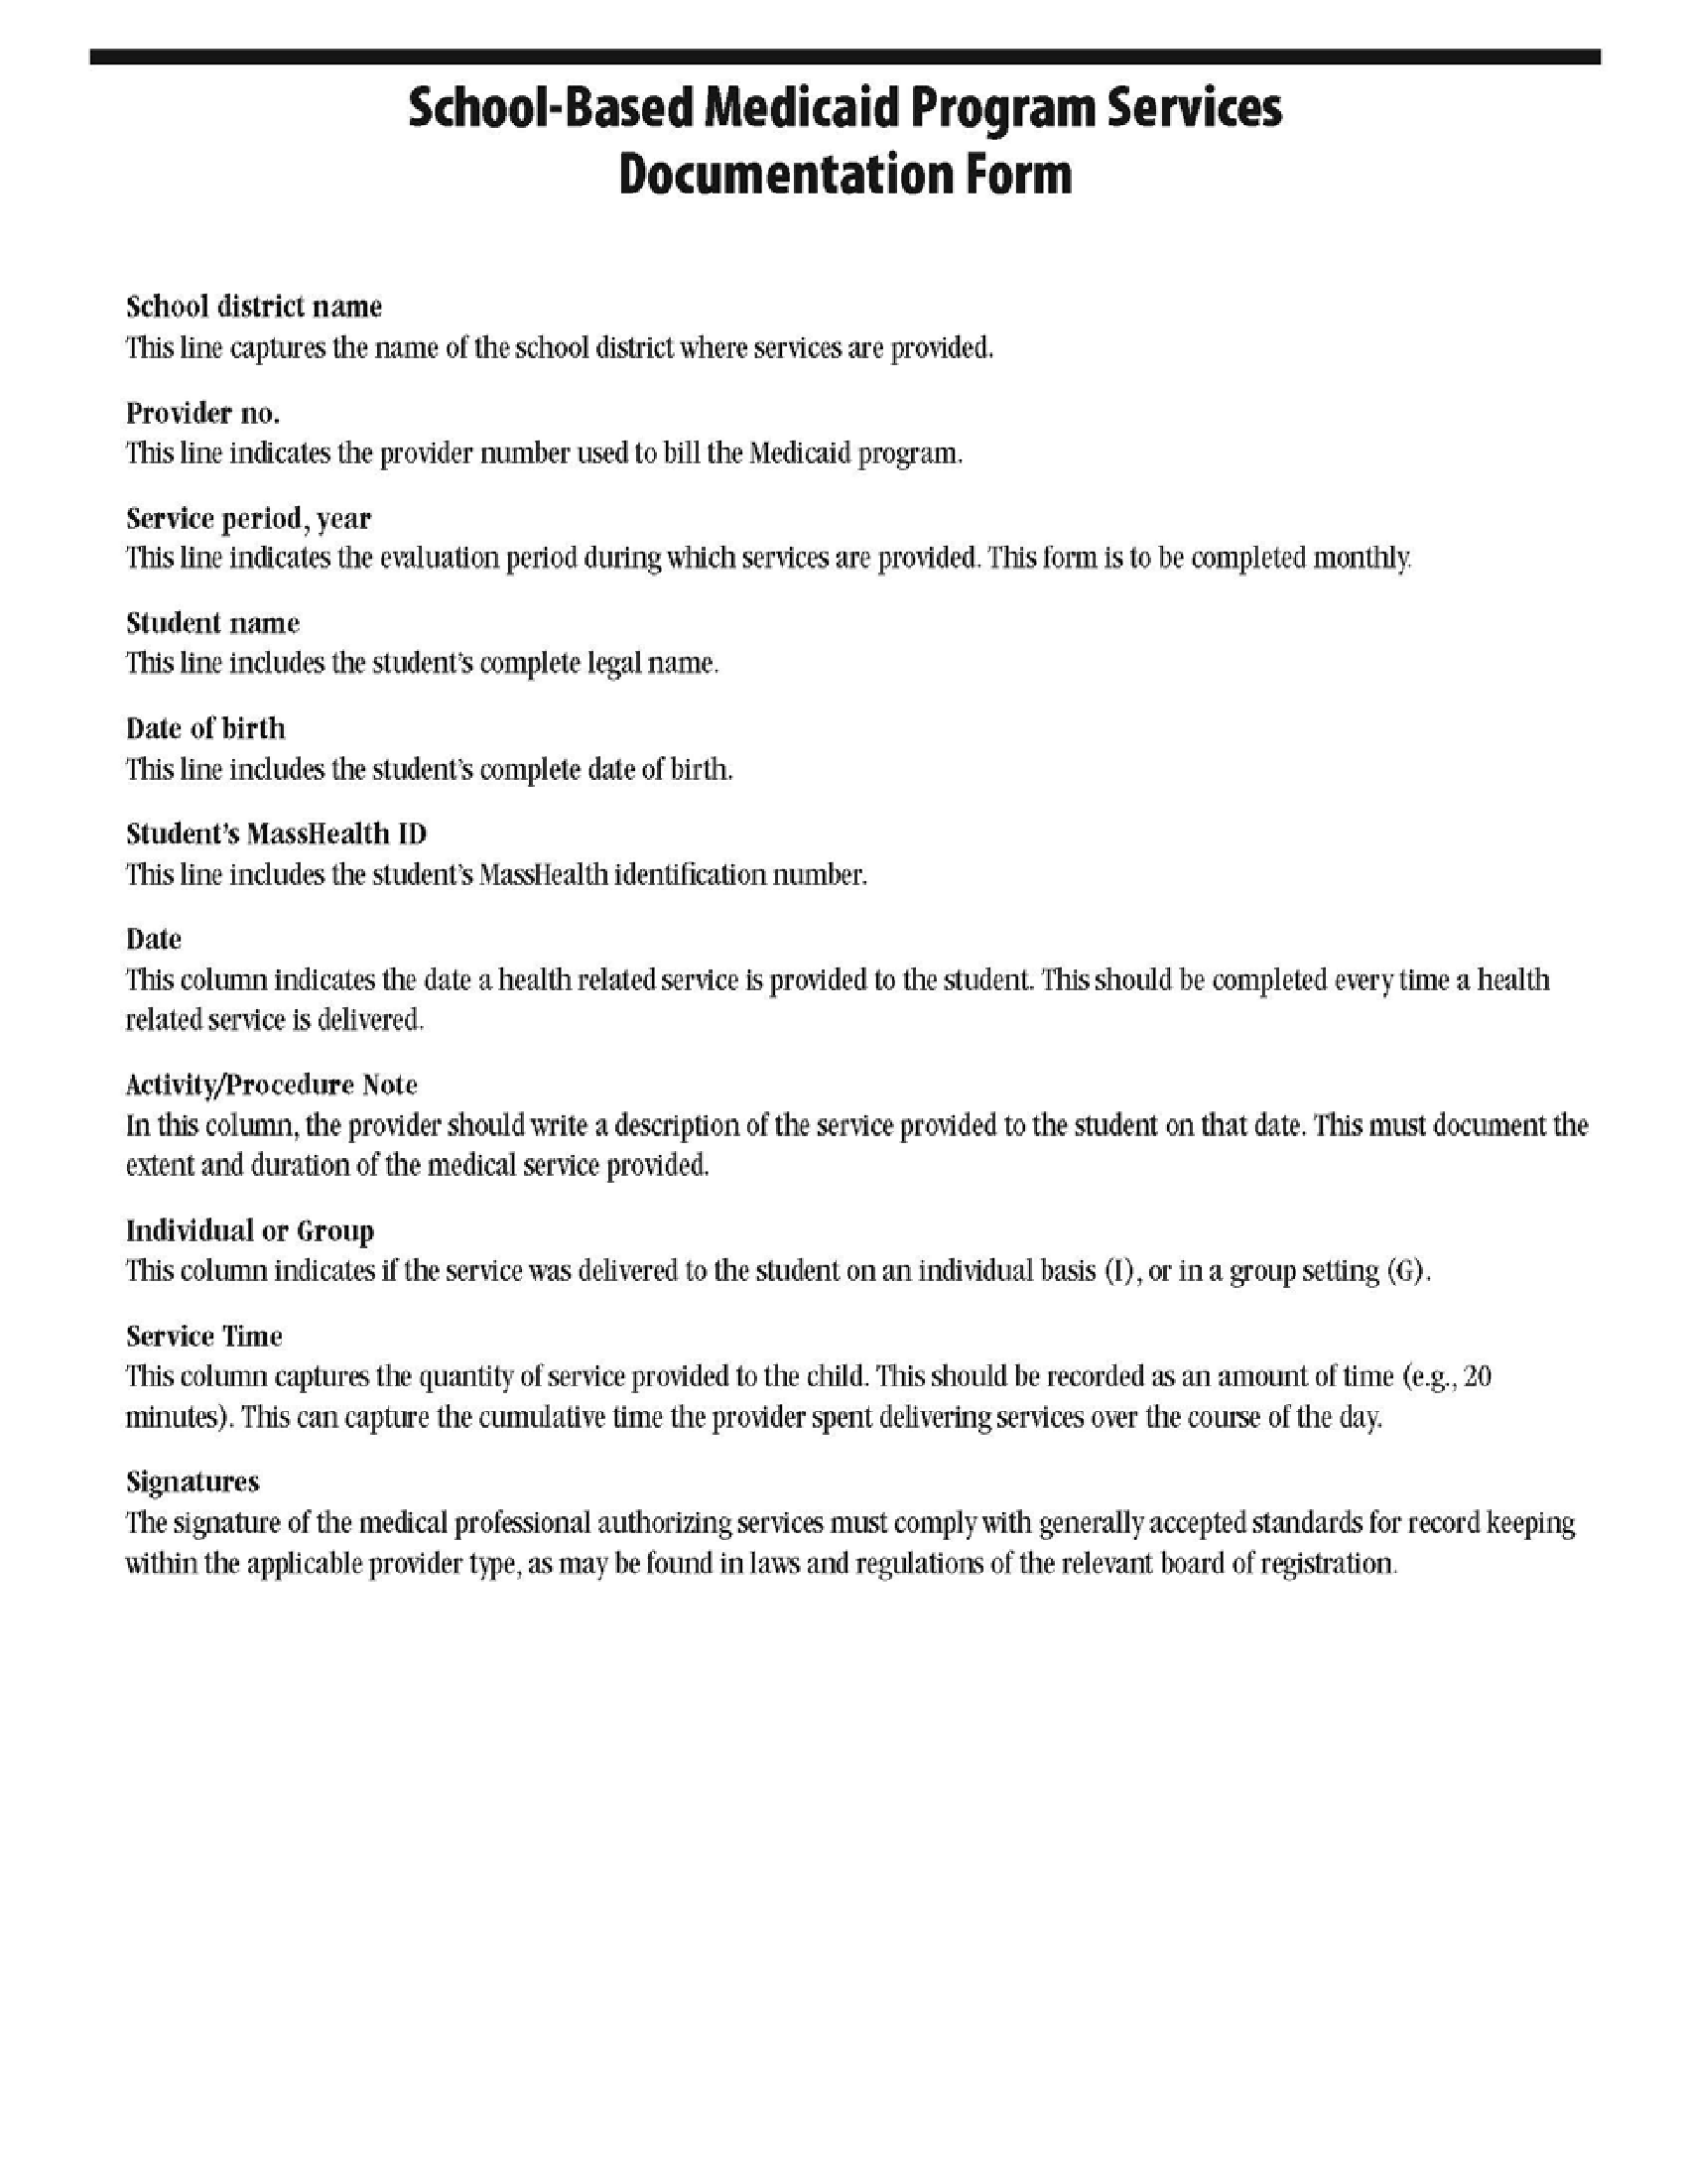 School-Based Medicaid Program Services
Documentation Form
School district name
This line captures the name of the school district where services are provided.
Provider no.
This line indicates the provider number used to bill the Medicaid program.
Service period, year
This line indicates the evaluation period during which services are provided. This form is to be completed monthly.
Student name
This line includes the student's complete legal name.
Date of birth
This line includes the student's complete date of birth.
Student's MassHealth ID
This line includes the student's MassHealth identification number.
Date
This column indicates the date a health related service is provided to the student. This should be completed every time a health
related service is delivered.
Activity/Procedure Note
In this column, the provider should write a description of the service provided to the student on that date. This must document the
extent and duration of the medical service provided.
Individual or Group
This column indicates if the service was delivered to the student on an individual basis (I), or in a group setting (G).
Service Time
This column captures the quantity of service provided to the child. This should be recorded as an amount of time (e.g., 20
minutes). This can capture the cumulative time the provider spent delivering services over the course of the day.
Signatures
The signature of the medical professional authorizing services must comply with generally accepted standards for record keeping
within the applicable provider type, as may be found in laws and regulations of the relevant board of registration.